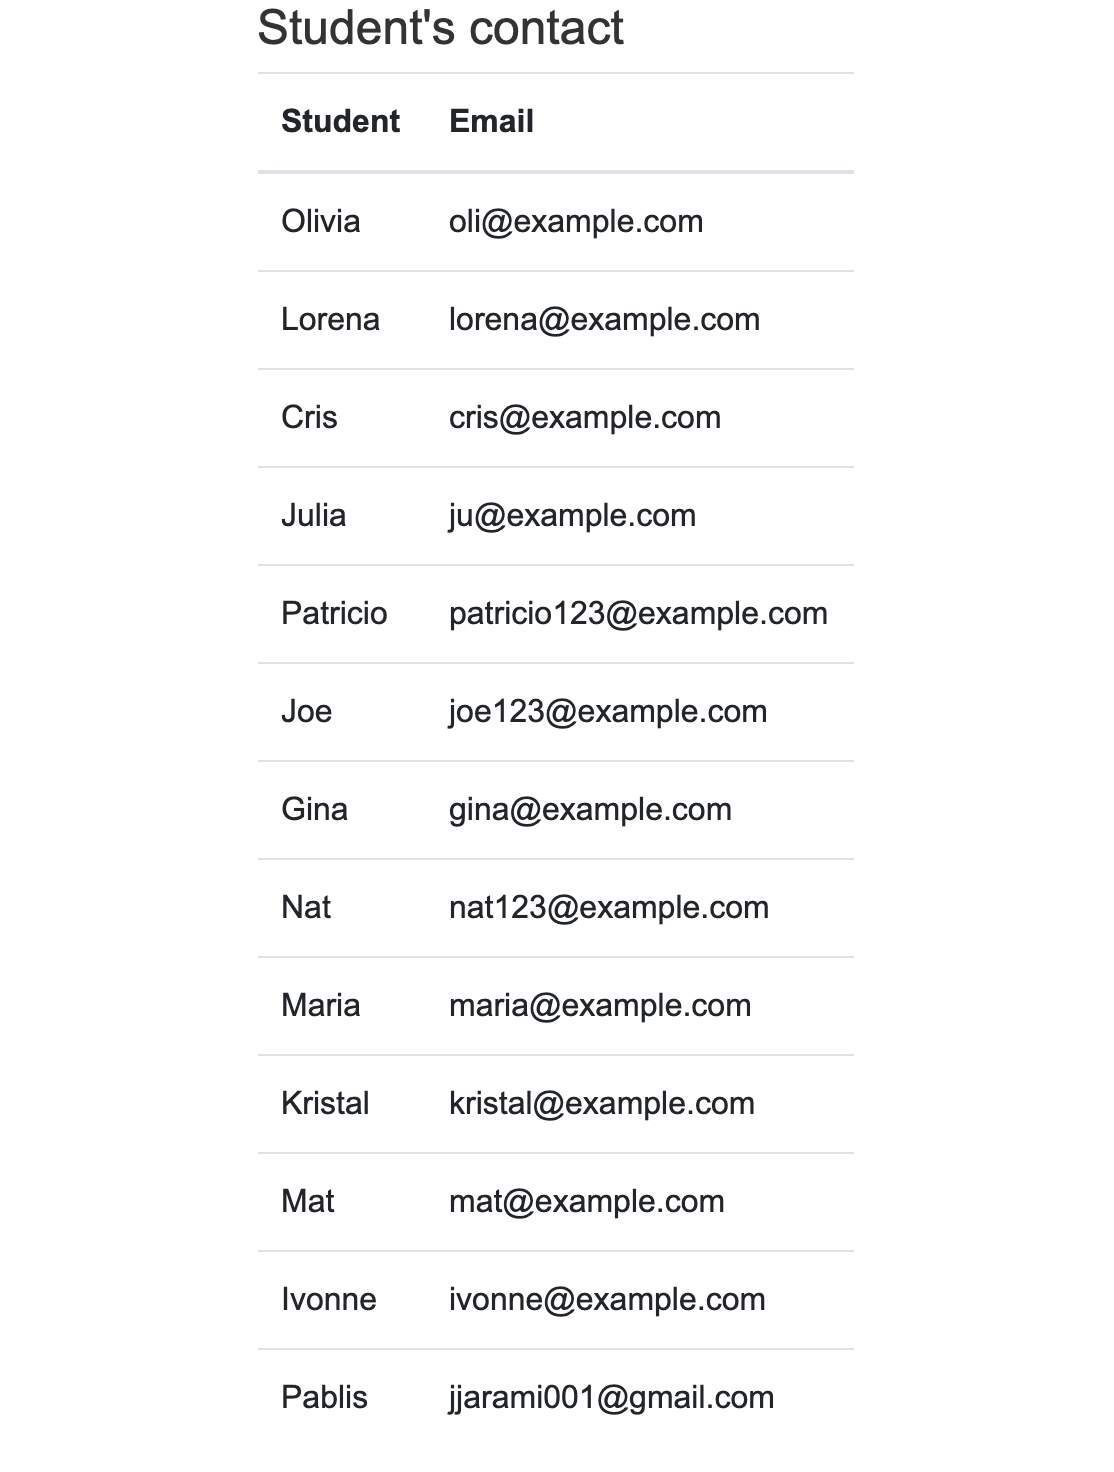 Student's contact
Student Email
Olivia oli@example.com
Lorena lorena@example.com
Cris cris@example.com
Julia ju@example.com
Patricio patricio123@example.com
Joe joe123@example.com
Gina gina@example.com
Nat nat123@example.com
Maria maria@example.com
Kristal kristal@example.com
Mat mat@example.com
Ivonne ivonne@example.com
Pablis jjarami001@gmail.com